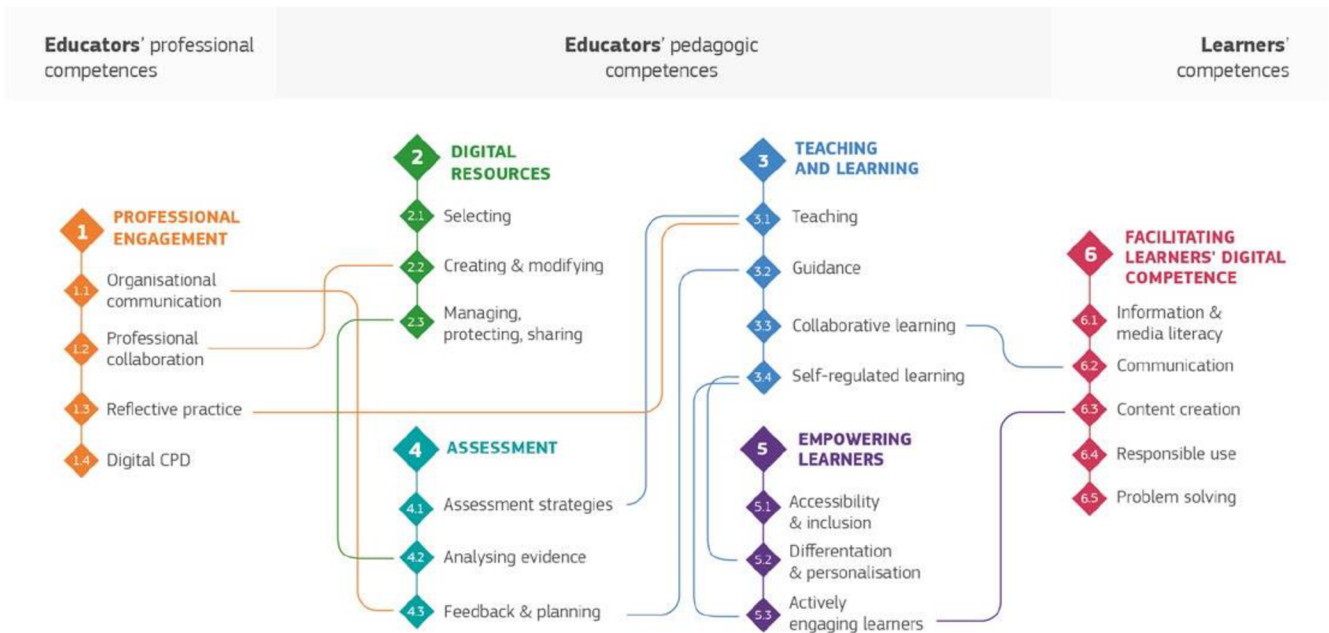 Educators' professional
competences
Educators' pedagogic
competences
Learners'
competences
1
PROFESSIONAL
ENGAGEMENT
1.1
Organisational
communication
1.2
Professional
collaboration
1.3
Reflective practice
1.4
Digital CPD
2
DIGITAL
RESOURCES
2.1
Selecting
2.2
Creating & modifying
2.3
Managing,
protecting, sharing
3
TEACHING
AND LEARNING
3.1
Teaching
3.2
Guidance
3.3
Collaborative learning
3.4
Self-regulated learning
4
ASSESSMENT
4.1
Assessment strategies
4.2
Analysing evidence
4.3
Feedback & planning
5
EMPOWERING
LEARNERS
5.1
Accessibility
& inclusion
5.2
Differentation
& personalisation
5.3
Actively
engaging learners
6
FACILITATING
LEARNERS' DIGITAL
COMPETENCE
6.1
Information &
media literacy
6.2
Communication
6.3
Content creation
6.4
Responsible use
6.5
Problem solving